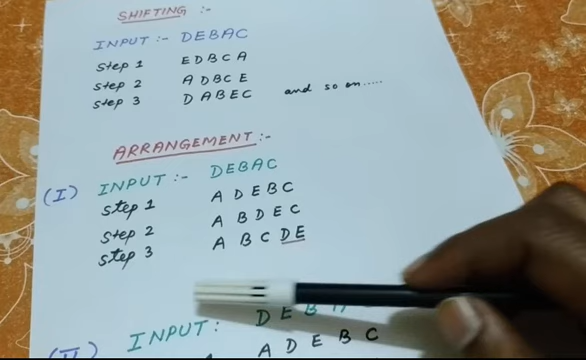 SHIFTING :-
INPUT :- DEBAC
Step 1 E D B C A
Step 2 A D B C E
Step 3 D A B E C and so on.....
ARRANGEMENT :-
(I) INPUT :- DEBAC
Step 1 A D E B C
Step 2 A B D E C
Step 3 A B C D E
(II) INPUT : D E B A
A D E B C